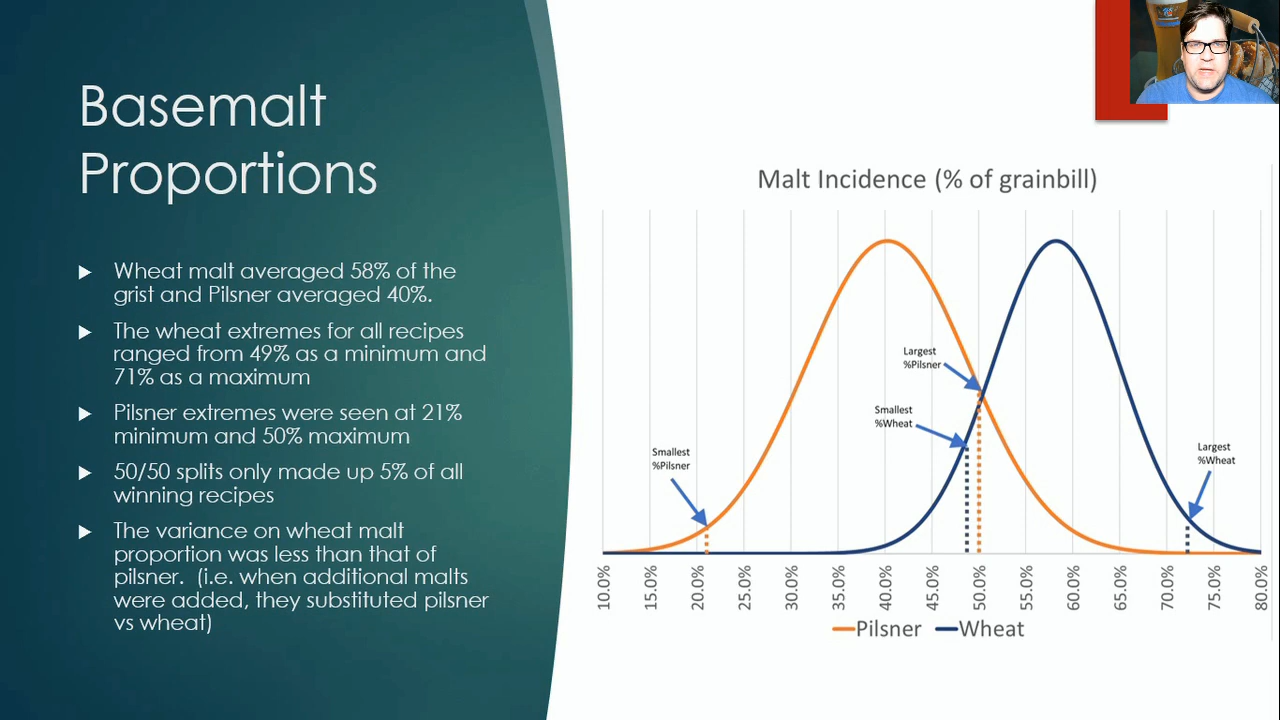 Basemalt
Proportions
Wheat malt averaged 58% of the
grist and Pilsner averaged 40%.
The wheat extremes for all recipes
ranged from 49% as a minimum and
71% as a maximum
Pilsner extremes were seen at 21%
minimum and 50% maximum
50/50 splits only made up 5% of all
winning recipes
The variance on wheat malt
proportion was less than that of
pilsner.  (i.e. when additional malts
were added, they substituted pilsner
vs wheat)
Malt Incidence (% of grainbill)
Largest
%Pilsner
Smallest
%Wheat
Smallest
%Pilsner
Largest
%Wheat
10.0%
15.0%
20.0%
25.0%
30.0%
35.0%
40.0%
45.0%
50.0%
55.0%
60.0%
65.0%
70.0%
75.0%
80.0%
Pilsner
Wheat